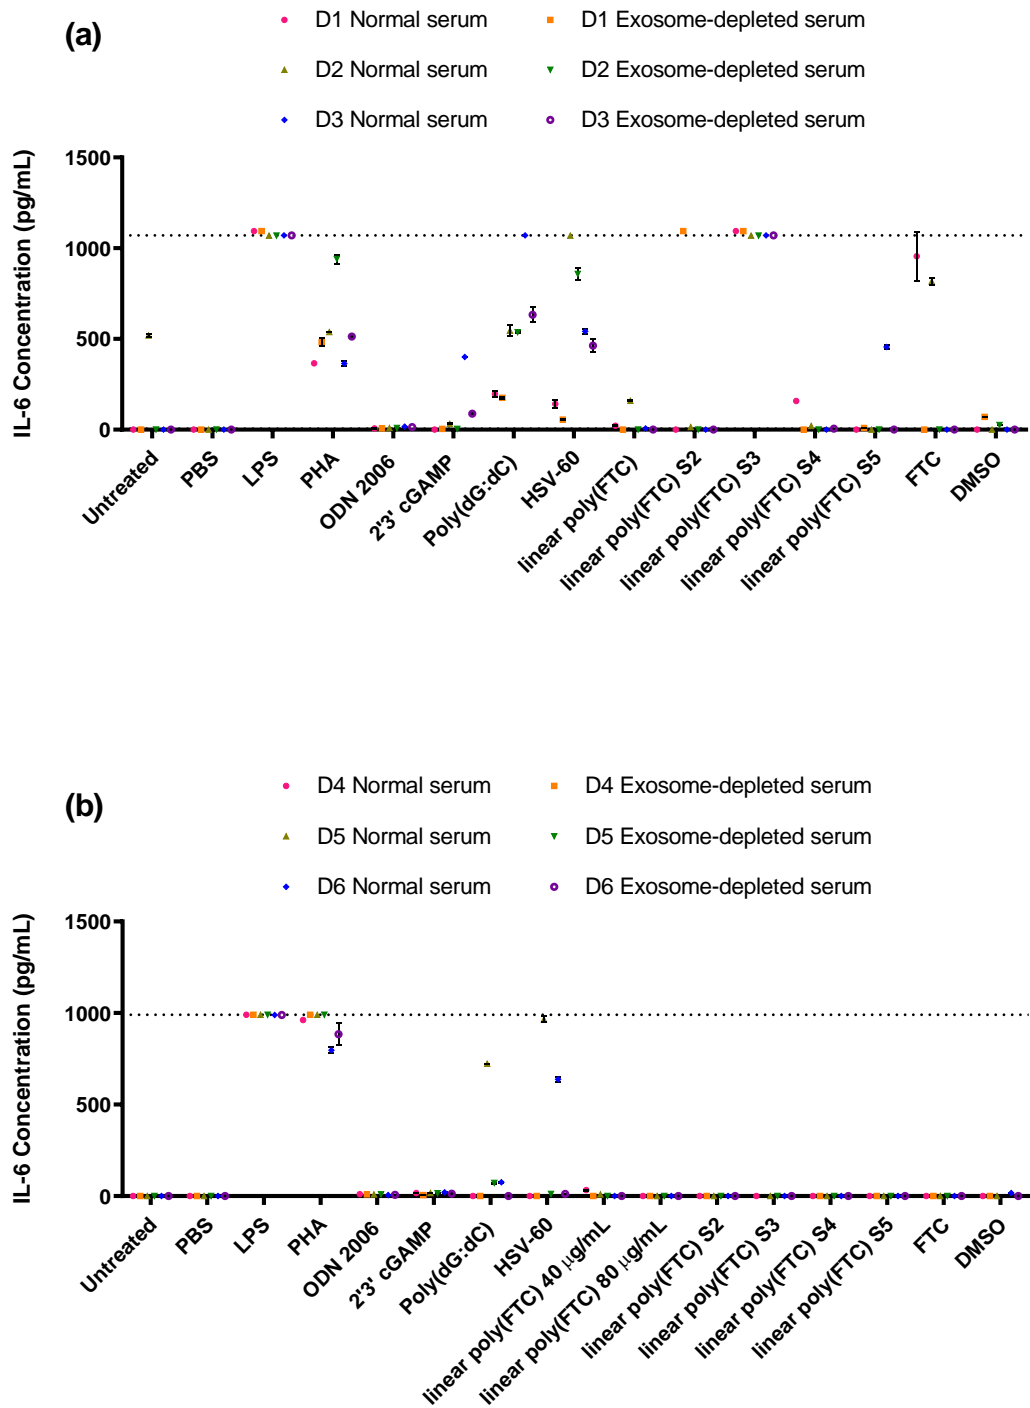 (a)
D1 Normal serum
D1 Exosome-depleted serum
D2 Normal serum
D2 Exosome-depleted serum
D3 Normal serum
D3 Exosome-depleted serum
IL-6 Concentration (pg/mL)
1500
1000
500
0
Untreated
PBS
LPS
PHA
ODN 2006
2'3' cGAMP
Poly(dG:dC)
HSV-60
linear poly(FTC)
linear poly(FTC) S2
linear poly(FTC) S3
linear poly(FTC) S4
linear poly(FTC) S5
FTC
DMSO
(b)
D4 Normal serum
D4 Exosome-depleted serum
D5 Normal serum
D5 Exosome-depleted serum
D6 Normal serum
D6 Exosome-depleted serum
IL-6 Concentration (pg/mL)
1500
1000
500
0
Untreated
PBS
LPS
PHA
ODN 2006
2'3' cGAMP
Poly(dG:dC)
HSV-60
linear poly(FTC) 40 μg/mL
linear poly(FTC) 80 μg/mL
linear poly(FTC) S2
linear poly(FTC) S3
linear poly(FTC) S4
linear poly(FTC) S5
FTC
DMSO